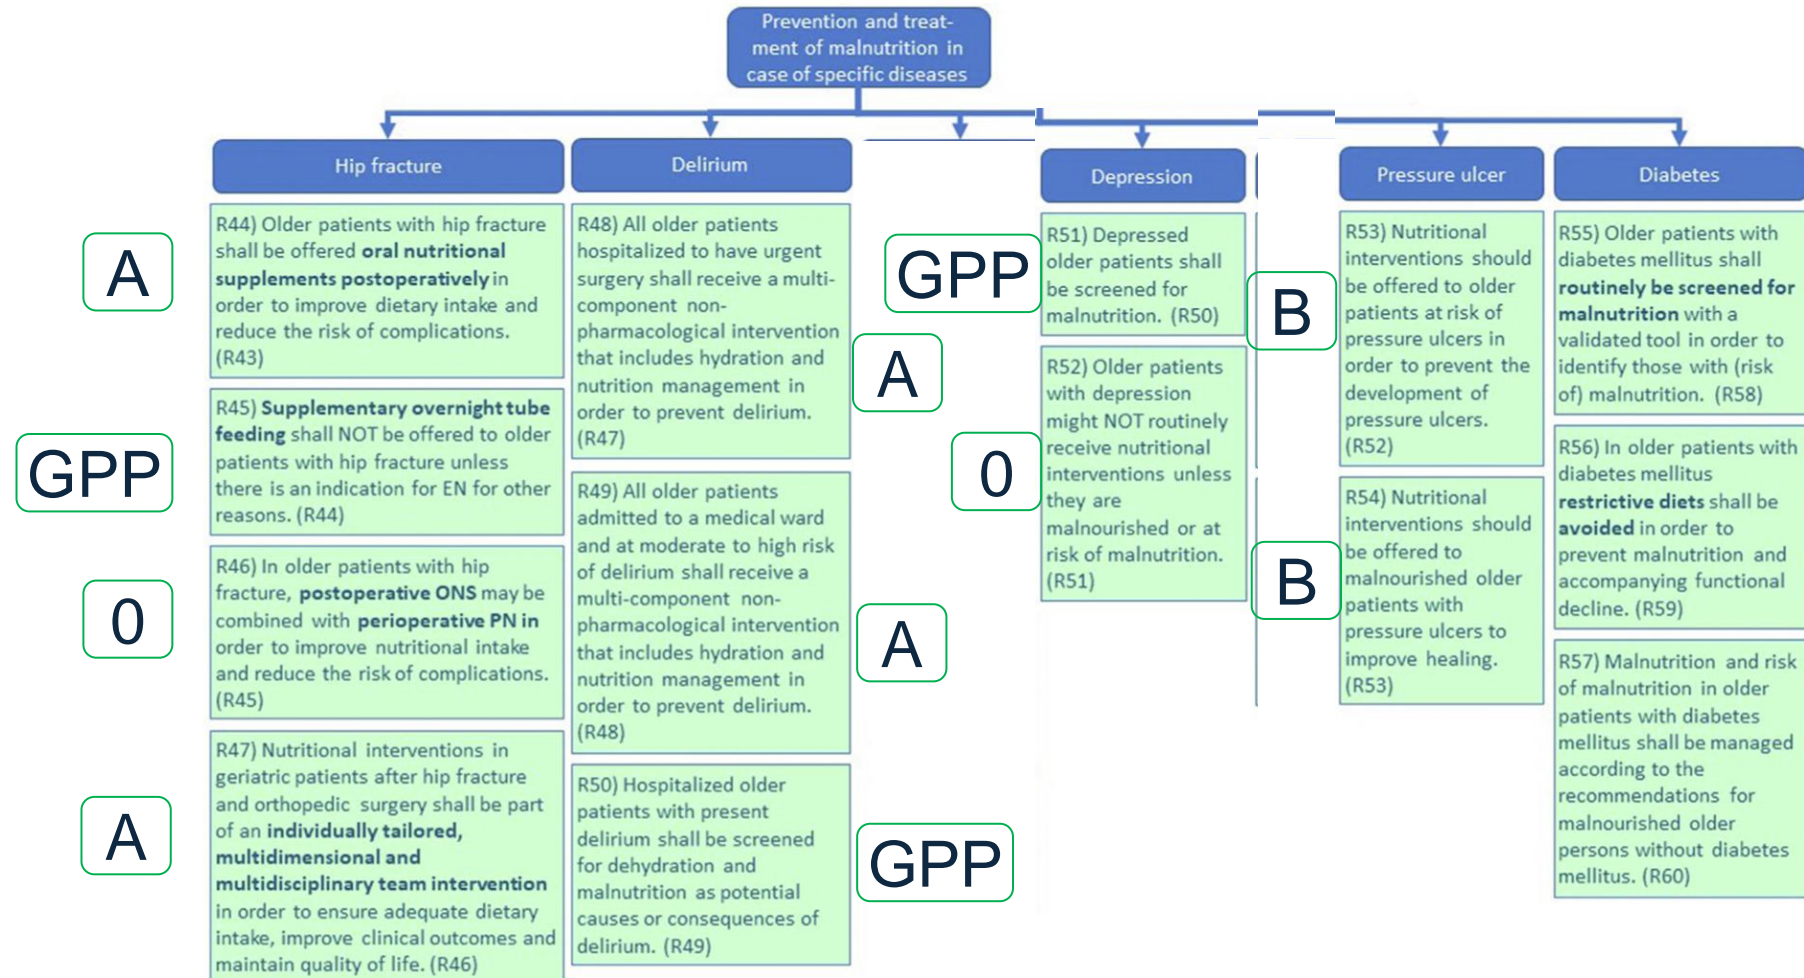 Prevention and treat-
ment of malnutrition in
case of specific diseases
Hip fracture
A
R44) Older patients with hip fracture
shall be offered oral nutritional
supplements postoperatively in
order to improve dietary intake and
reduce the risk of complications.
(R43)
GPP
R45) Supplementary overnight tube
feeding shall NOT be offered to older
patients with hip fracture unless
there is an indication for EN for other
reasons. (R44)
0
R46) In older patients with hip
fracture, postoperative ONS may be
combined with perioperative PN in
order to improve nutritional intake
and reduce the risk of complications.
(R45)
A
R47) Nutritional interventions in
geriatric patients after hip fracture
and orthopedic surgery shall be part
of an individually tailored,
multidimensional and
multidisciplinary team intervention
in order to ensure adequate dietary
intake, improve clinical outcomes and
maintain quality of life. (R46)
Delirium
R48) All older patients
hospitalized to have urgent
surgery shall receive a multi-
component non-
pharmacological intervention
that includes hydration and
nutrition management in
order to prevent delirium.
(R47)
A
R49) All older patients
admitted to a medical ward
and at moderate to high risk
of delirium shall receive a
multi-component non-
pharmacological intervention
that includes hydration and
nutrition management in
order to prevent delirium.
(R48)
A
R50) Hospitalized older
patients with present
delirium shall be screened
for dehydration and
malnutrition as potential
causes or consequences of
delirium. (R49)
GPP
Depression
GPP
R51) Depressed
older patients shall
be screened for
malnutrition. (R50)
0
R52) Older patients
with depression
might NOT routinely
receive nutritional
interventions unless
they are
malnourished or at
risk of malnutrition.
(R51)
Pressure ulcer
B
R53) Nutritional
interventions should
be offered to older
patients at risk of
pressure ulcers in
order to prevent the
development of
pressure ulcers.
(R52)
B
R54) Nutritional
interventions should
be offered to
malnourished older
patients with
pressure ulcers to
improve healing.
(R53)
Diabetes
R55) Older patients with
diabetes mellitus shall
routinely be screened for
malnutrition with a
validated tool in order to
identify those with (risk
of) malnutrition. (R58)
R56) In older patients with
diabetes mellitus
restrictive diets shall be
avoided in order to
prevent malnutrition and
accompanying functional
decline. (R59)
R57) Malnutrition and risk
of malnutrition in older
patients with diabetes
mellitus shall be managed
according to the
recommendations for
malnourished older
persons without diabetes
mellitus. (R60)